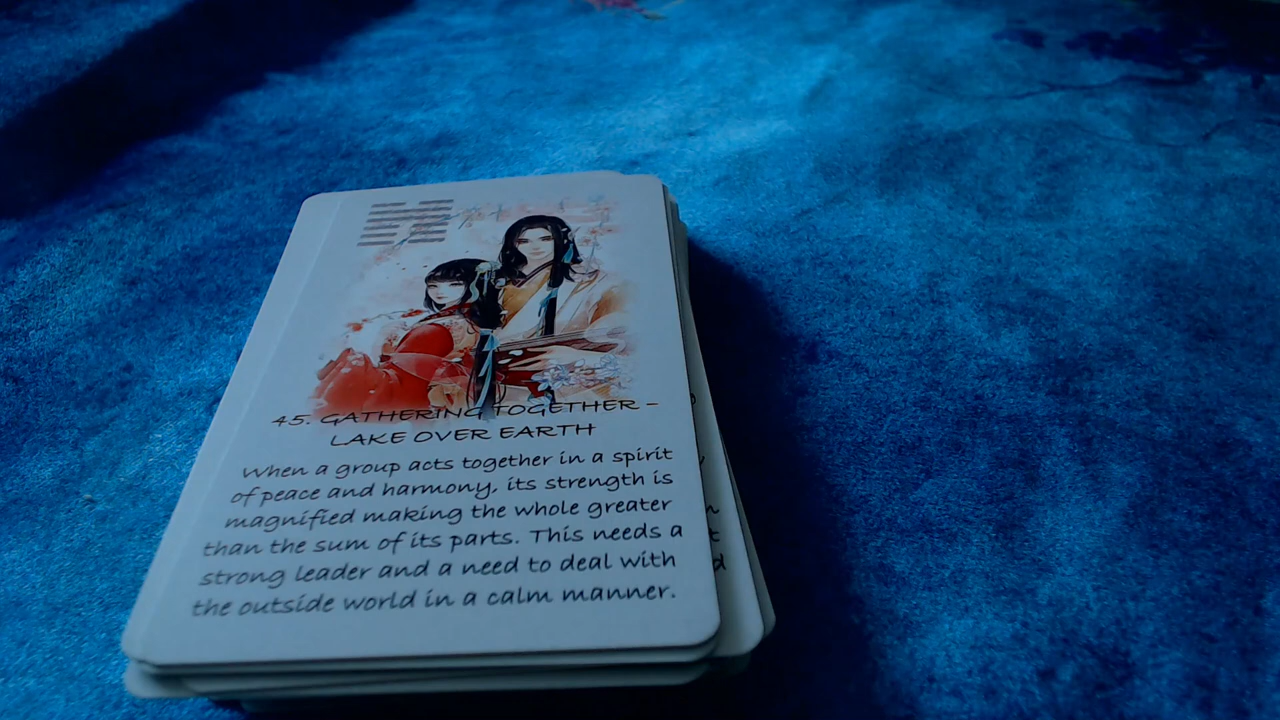 45. GATHERING TOGETHER –
LAKE OVER EARTH
When a group acts together in a spirit
of peace and harmony, its strength is
magnified making the whole greater
than the sum of its parts. This needs a
strong leader and a need to deal with
the outside world in a calm manner.